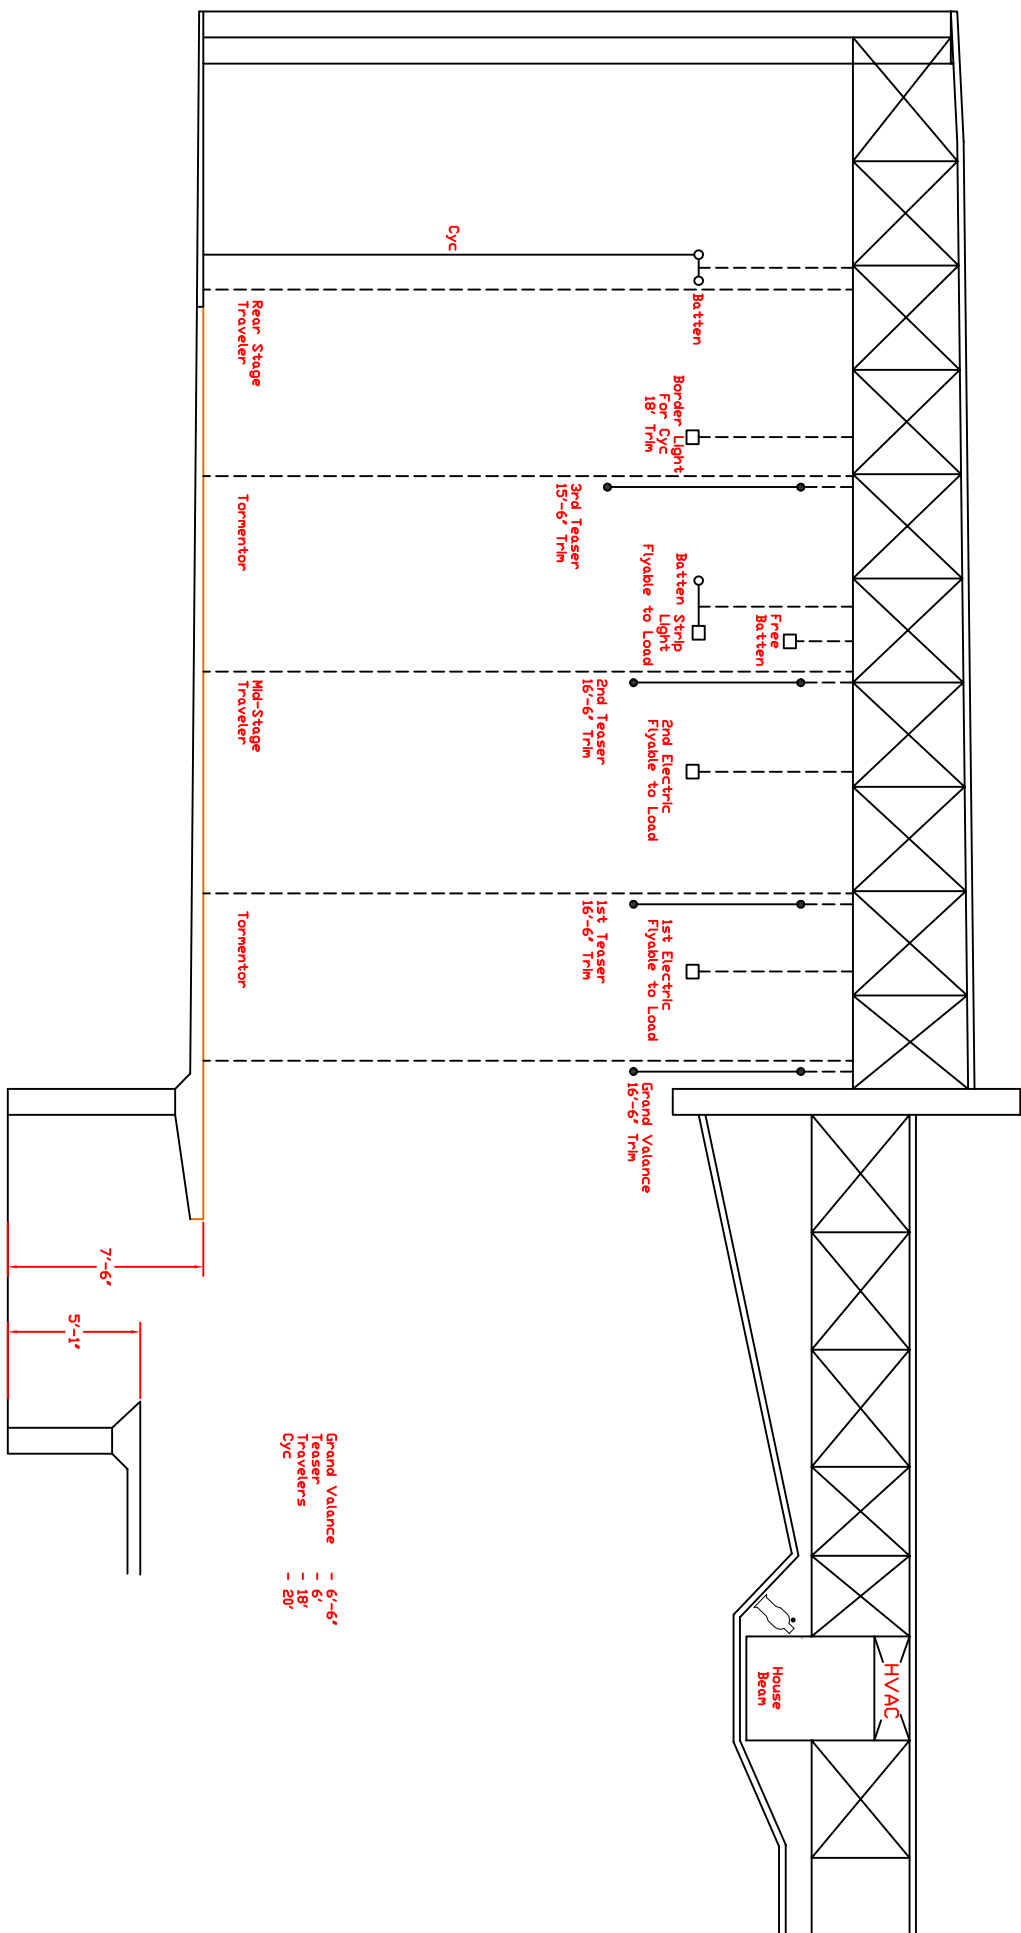 Cyc
Batten
Rear Stage
Traveler
Border Light
For Cyc
18' Trim
3rd Teaser
15'-6" Trim
Tormentor
Batten Strip
Light
Flyable to Load
Free
Batten
2nd Teaser
16'-6" Trim
Mid-Stage
Traveler
2nd Electric
Flyable to Load
1st Teaser
16'-6" Trim
Tormentor
1st Electric
Flyable to Load
Grand Valance
16'-6" Trim
7'-6"
5'-1"
Grand Valance - 6'-6"
Teaser - 6'
Travelers - 18'
Cyc - 20'
House
Beam
HVAC